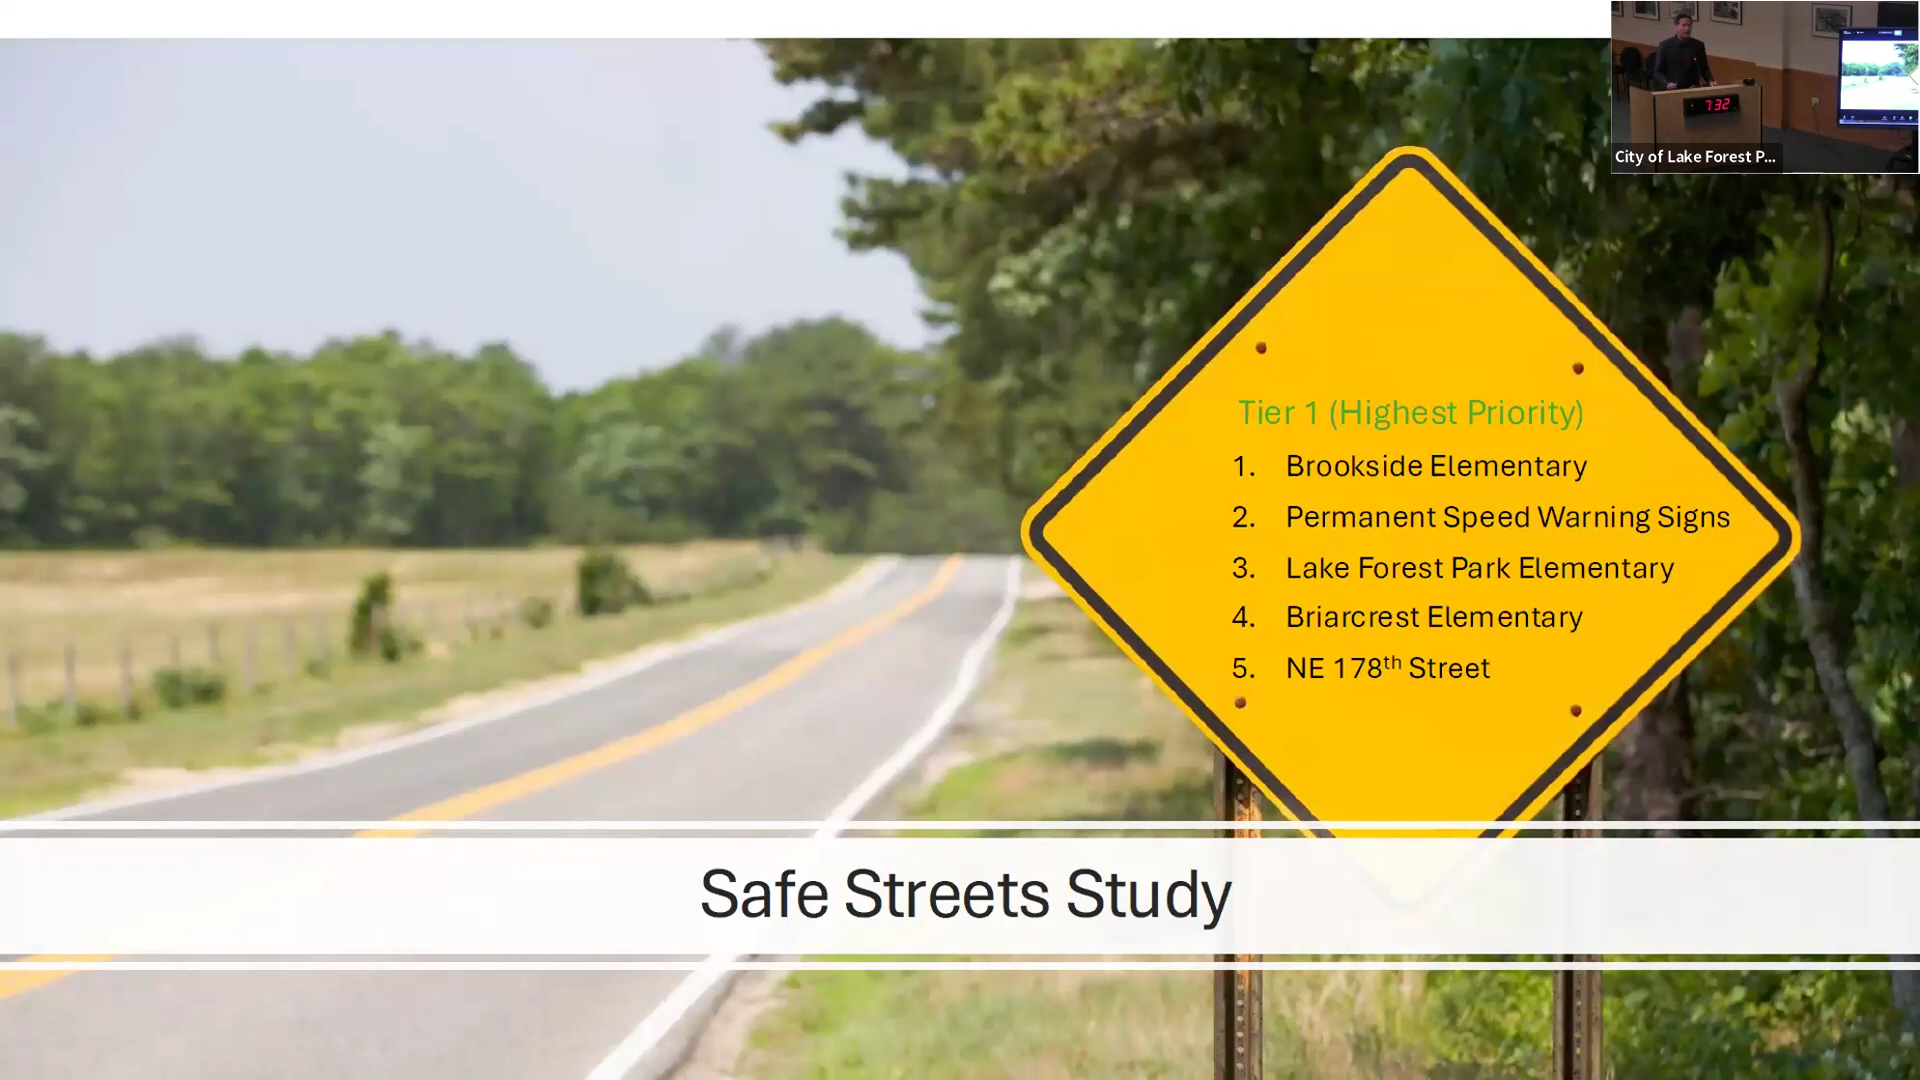 7:32
City of Lake Forest P...
Tier 1 (Highest Priority)
1. Brookside Elementary
2. Permanent Speed Warning Signs
3. Lake Forest Park Elementary
4. Briarcrest Elementary
5. NE 178th Street
Safe Streets Study